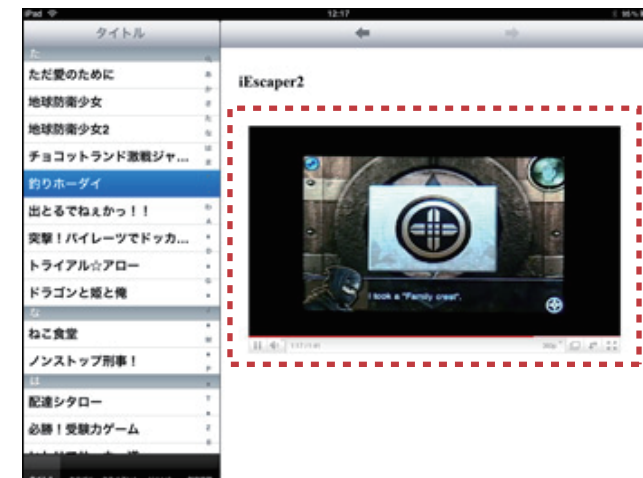 iPad
12:17
タイトル
た
ただ愛のために
地球防衛少女
地球防衛少女2
チョコットランド激戦ジャ...
釣りホーダイ
出とるでねぇかっ！！
突撃！パイレーツでドッカ...
トライアル☆アロー
ドラゴンと姫と俺
な
ねこ食堂
ノンストップ刑事！
は
配達シタロー
必勝！受験力ゲーム
iEscaper2
I took a "Family crest".